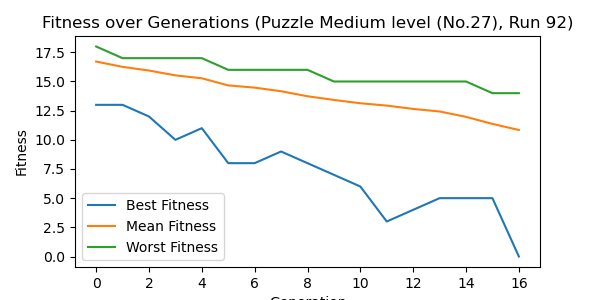 Fitness over Generations (Puzzle Medium level (No.27), Run 92)
17.5
15.0
12.5
10.0
7.5
5.0
2.5
0.0
Fitness
Best Fitness
Mean Fitness
Worst Fitness
0 2 4 6 8 10 12 14 16
Generation